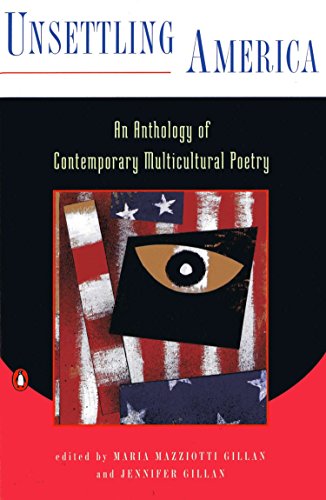 UNSETTLING
AMERICA
An Anthology of
Contemporary Multicultural Poetry
edited by MARIA MAZZIOTTI GILLAN
and JENNIFER GILLAN